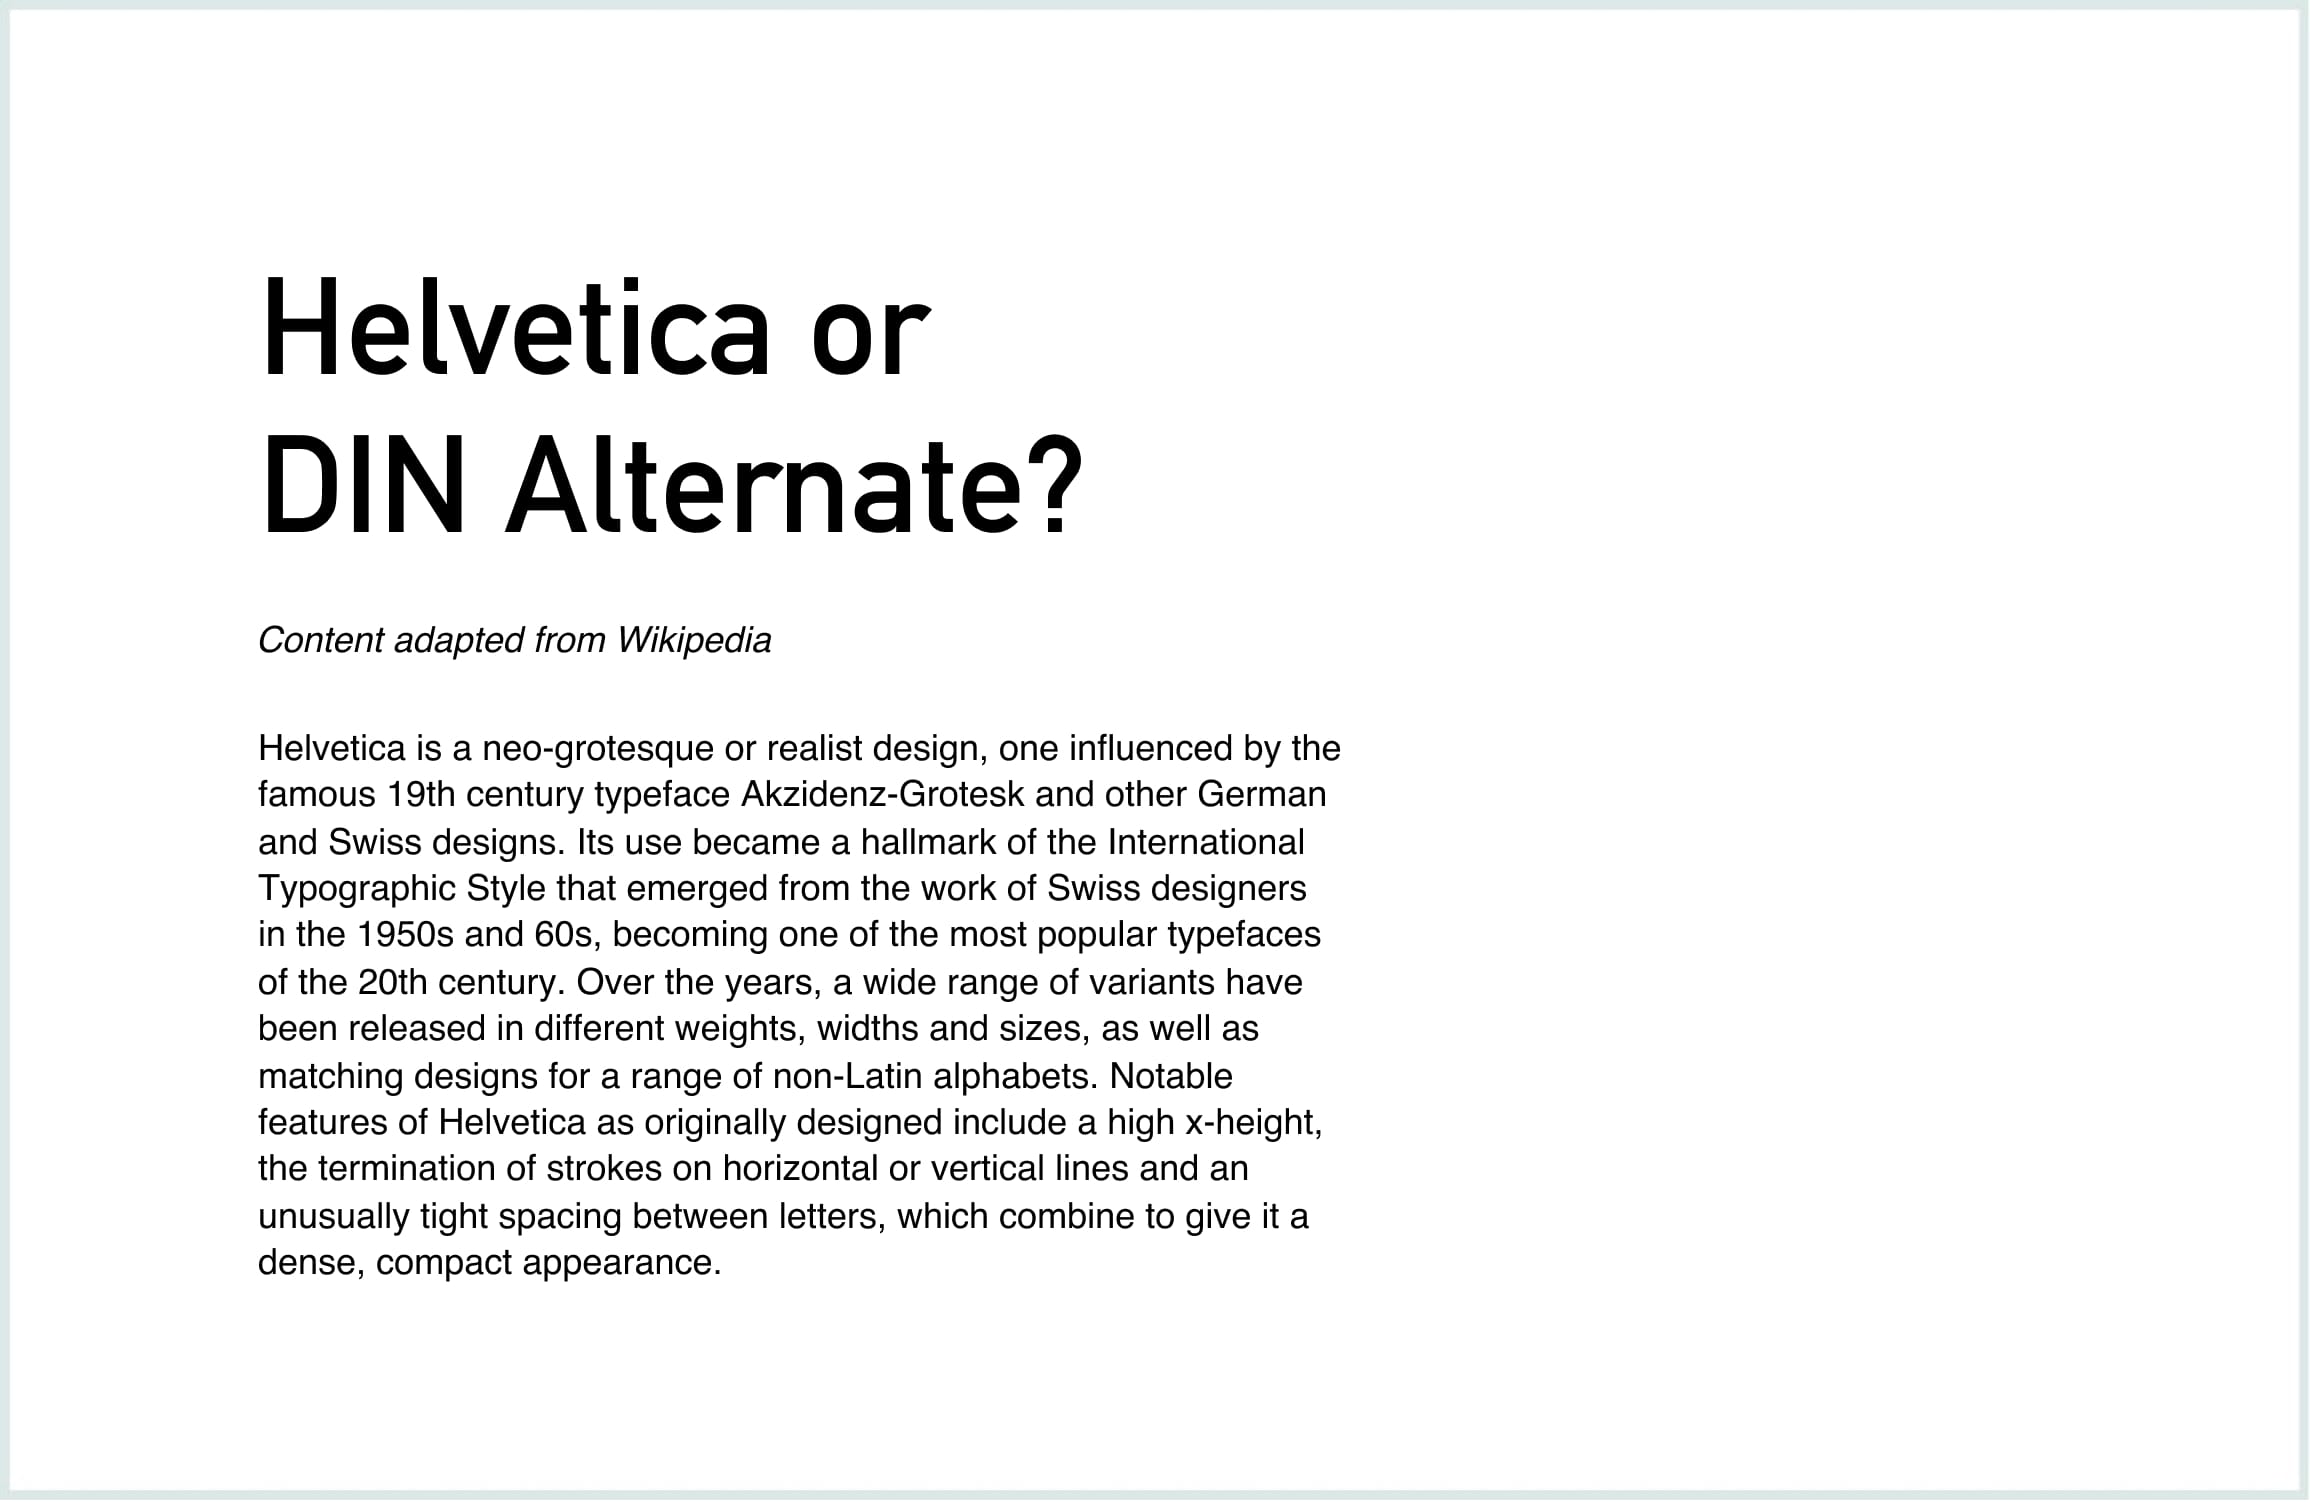 Helvetica or
DIN Alternate?
Content adapted from Wikipedia
Helvetica is a neo-grotesque or realist design, one influenced by the
famous 19th century typeface Akzidenz-Grotesk and other German
and Swiss designs. Its use became a hallmark of the International
Typographic Style that emerged from the work of Swiss designers
in the 1950s and 60s, becoming one of the most popular typefaces
of the 20th century. Over the years, a wide range of variants have
been released in different weights, widths and sizes, as well as
matching designs for a range of non-Latin alphabets. Notable
features of Helvetica as originally designed include a high x-height,
the termination of strokes on horizontal or vertical lines and an
unusually tight spacing between letters, which combine to give it a
dense, compact appearance.